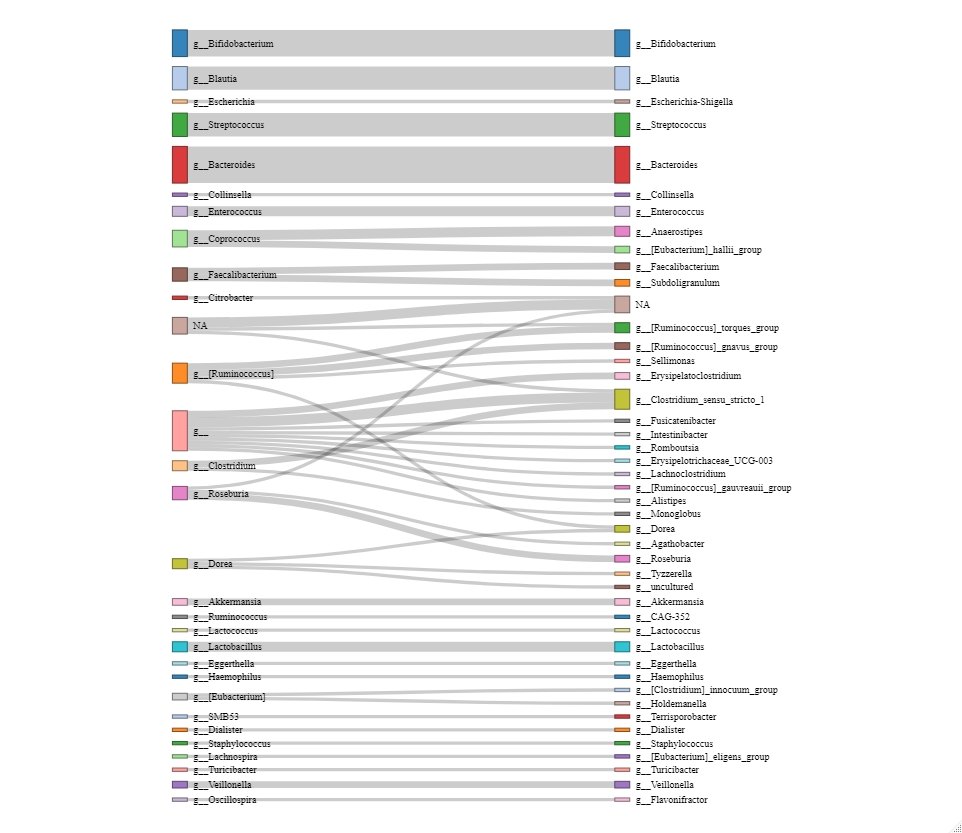 g__Bifidobacterium g__Bifidobacterium
g__Blautia g__Blautia
g__Escherichia g__Escherichia-Shigella
g__Streptococcus g__Streptococcus
g__Bacteroides g__Bacteroides
g__Collinsella g__Collinsella
g__Enterococcus g__Enterococcus
g__Anaerostipes
g__Coprococcus
g__[Eubacterium]_hallii_group
g__Faecalibacterium
g__Faecalibacterium
g__Subdoligranulum
g__Citrobacter
NA
NA
g__[Ruminococcus]_torques_group
g__[Ruminococcus]_gnavus_group
g__Sellimonas
g__[Ruminococcus]
g__Erysipelatoclostridium
g__Clostridium_sensu_stricto_1
g__Fusicatenibacter
g__
g__Intestinibacter
g__Romboutsia
g__Erysipelotrichaceae_UCG-003
g__Clostridium
g__Lachnoclostridium
g__[Ruminococcus]_gauvreauii_group
g__Roseburia
g__Alistipes
g__Monoglobus
g__Dorea
g__Agathobacter
g__Roseburia
g__Dorea
g__Tyzzerella
g__uncultured
g__Akkermansia g__Akkermansia
g__Ruminococcus g__CAG-352
g__Lactococcus g__Lactococcus
g__Lactobacillus g__Lactobacillus
g__Eggerthella g__Eggerthella
g__Haemophilus g__Haemophilus
g__[Clostridium]_innocuum_group
g__[Eubacterium]
g__Holdemanella
g__SMB53 g__Terrisporobacter
g__Dialister g__Dialister
g__Staphylococcus g__Staphylococcus
g__Lachnospira g__[Eubacterium]_eligens_group
g__Turicibacter g__Turicibacter
g__Veillonella g__Veillonella
g__Oscillospira g__Flavonifractor